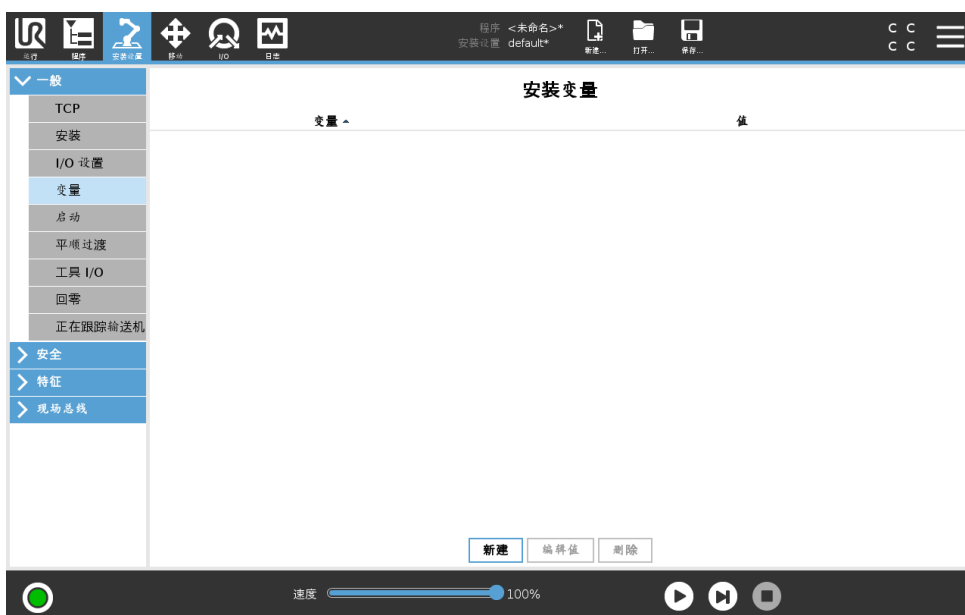 UR
程序 <未命名>*
安装设置 default*
运行 程序 安装设置 移动 I/O 日志 新建... 打开... 保存...
C C
C C
一般
安装变量
TCP
变量 值
安装
I/O 设置
变量
启动
平顺过渡
工具 I/O
回零
正在跟踪输送机
安全
特征
现场总线
新建 编辑值 删除
速度 100%